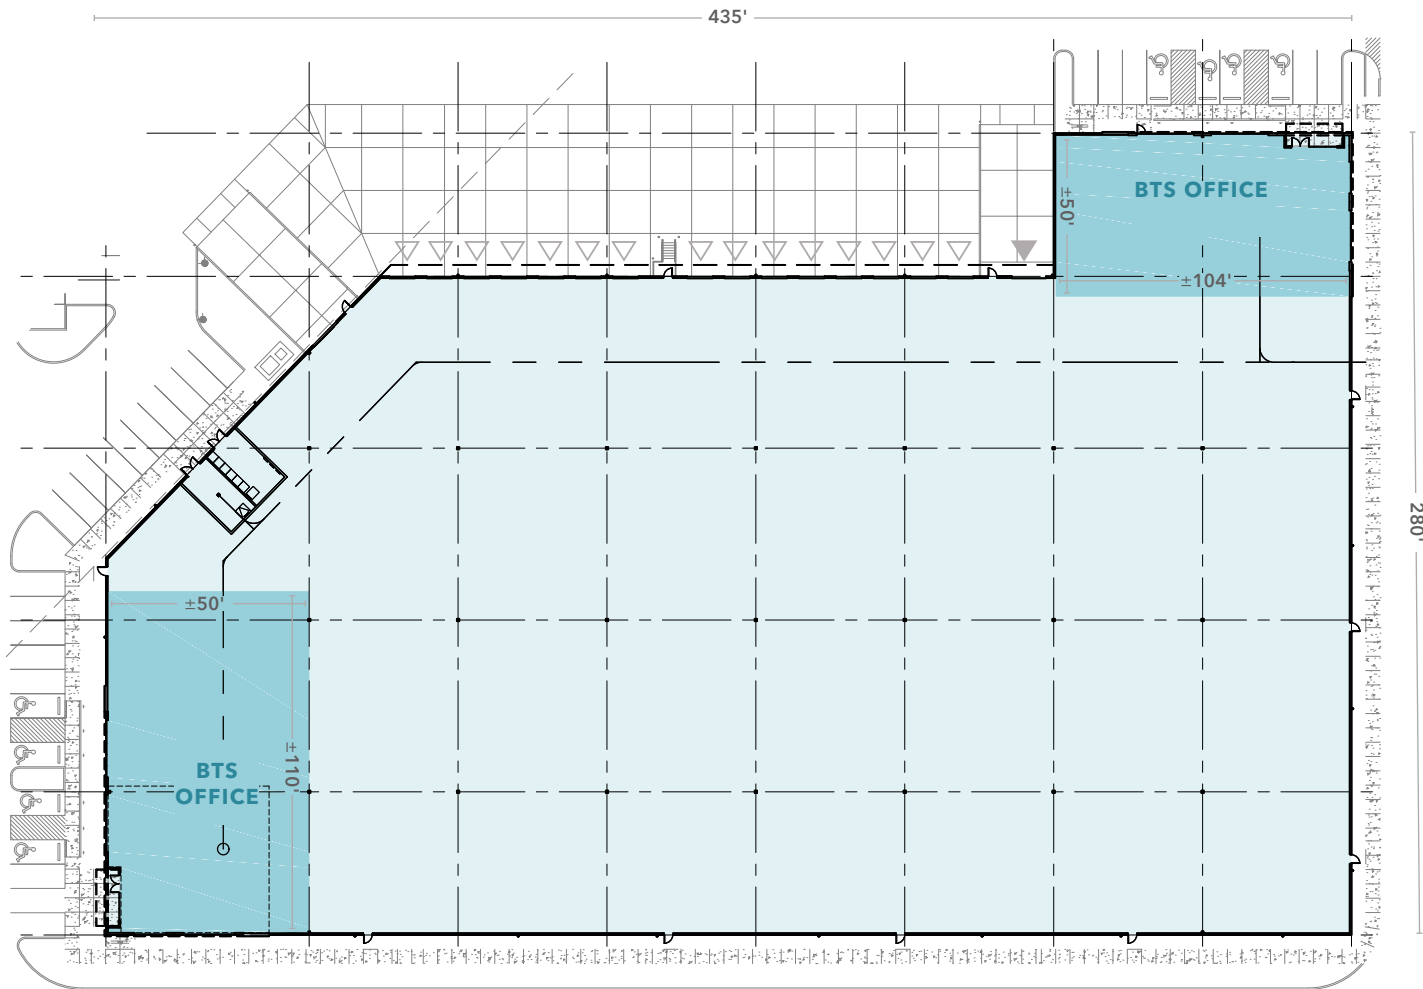 435'
BTS OFFICE
±50'
±104'
280'
±50'
±110'
BTS
OFFICE